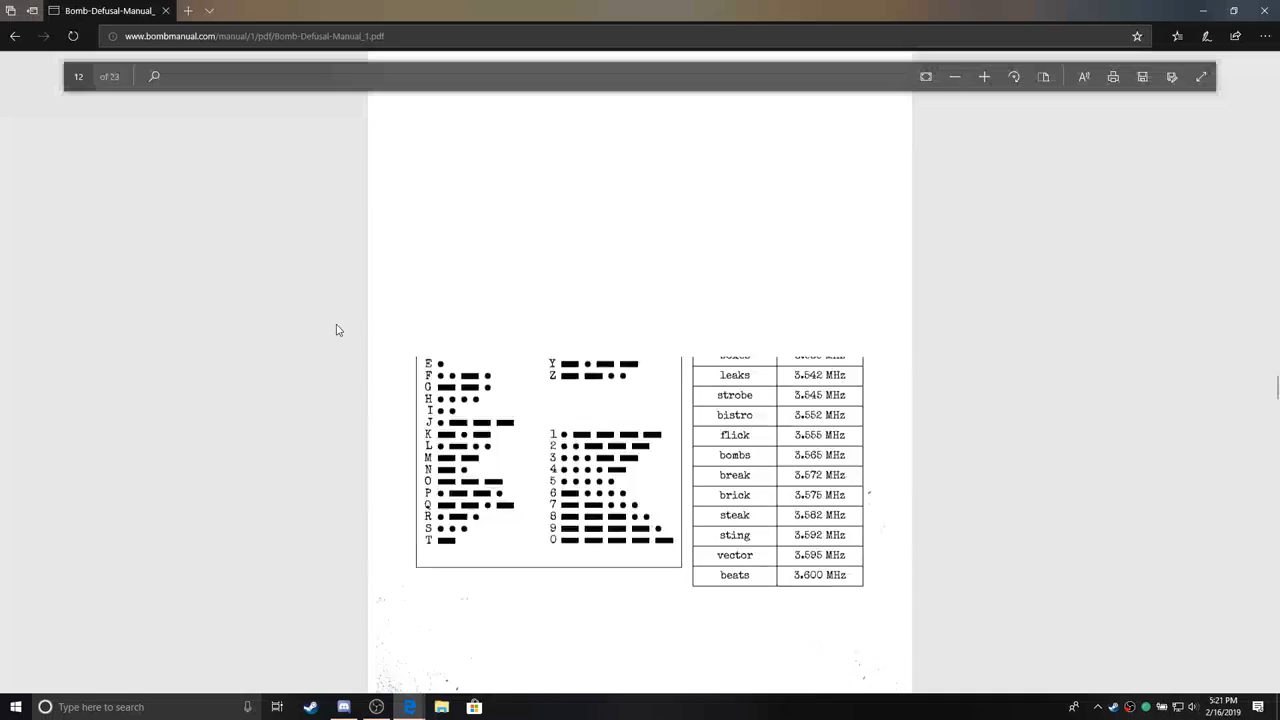 Bomb-Defusal-Manual_
www.bombmanual.com/manual/1/pdf/Bomb-Defusal-Manual_1.pdf
12 of 23
E
F
G
H
I
J
K
L
M
N
O
P
Q
R
S
T
Y
Z
1
2
3
4
5
6
7
8
9
0
leaks 3.542 MHz
strobe 3.545 MHz
bistro 3.552 MHz
flick 3.555 MHz
bombs 3.565 MHz
break 3.572 MHz
brick 3.575 MHz
steak 3.582 MHz
sting 3.592 MHz
vector 3.595 MHz
beats 3.600 MHz
Type here to search
5:21 PM
2/16/2019